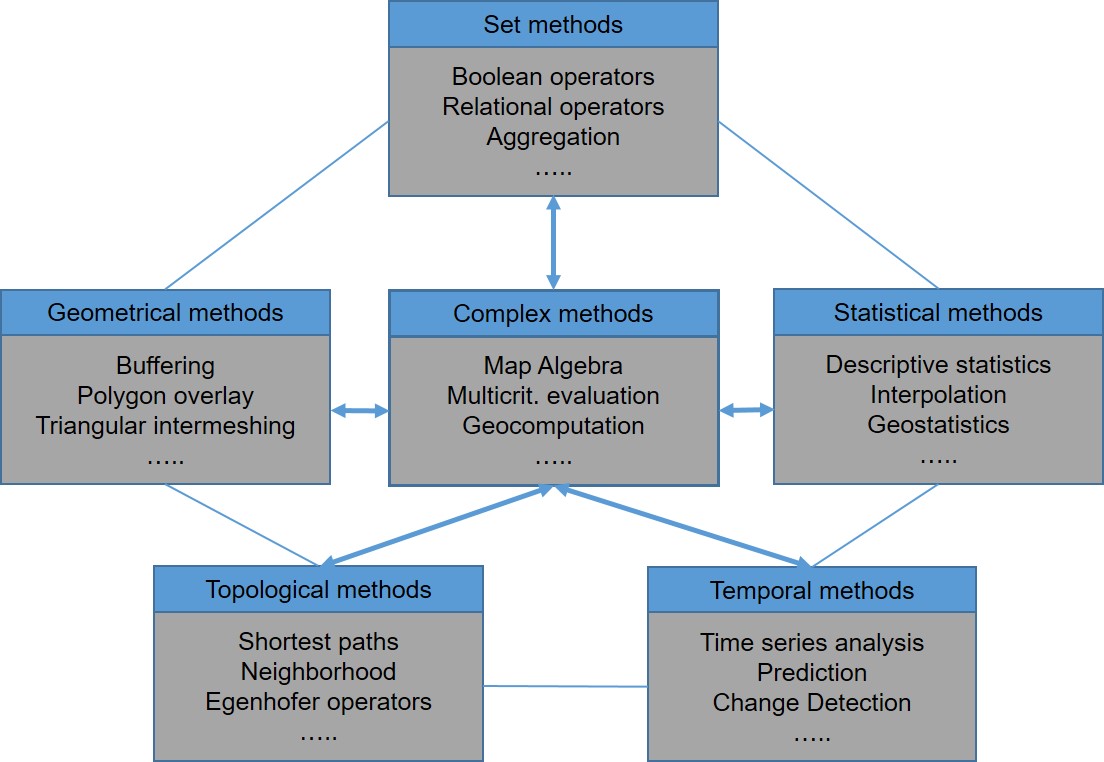 Set methods
Boolean operators
Relational operators
Aggregation
…..
Geometrical methods
Buffering
Polygon overlay
Triangular intermeshing
…..
Complex methods
Map Algebra
Multicrit. evaluation
Geocomputation
…..
Statistical methods
Descriptive statistics
Interpolation
Geostatistics
…..
Topological methods
Shortest paths
Neighborhood
Egenhofer operators
…..
Temporal methods
Time series analysis
Prediction
Change Detection
…..